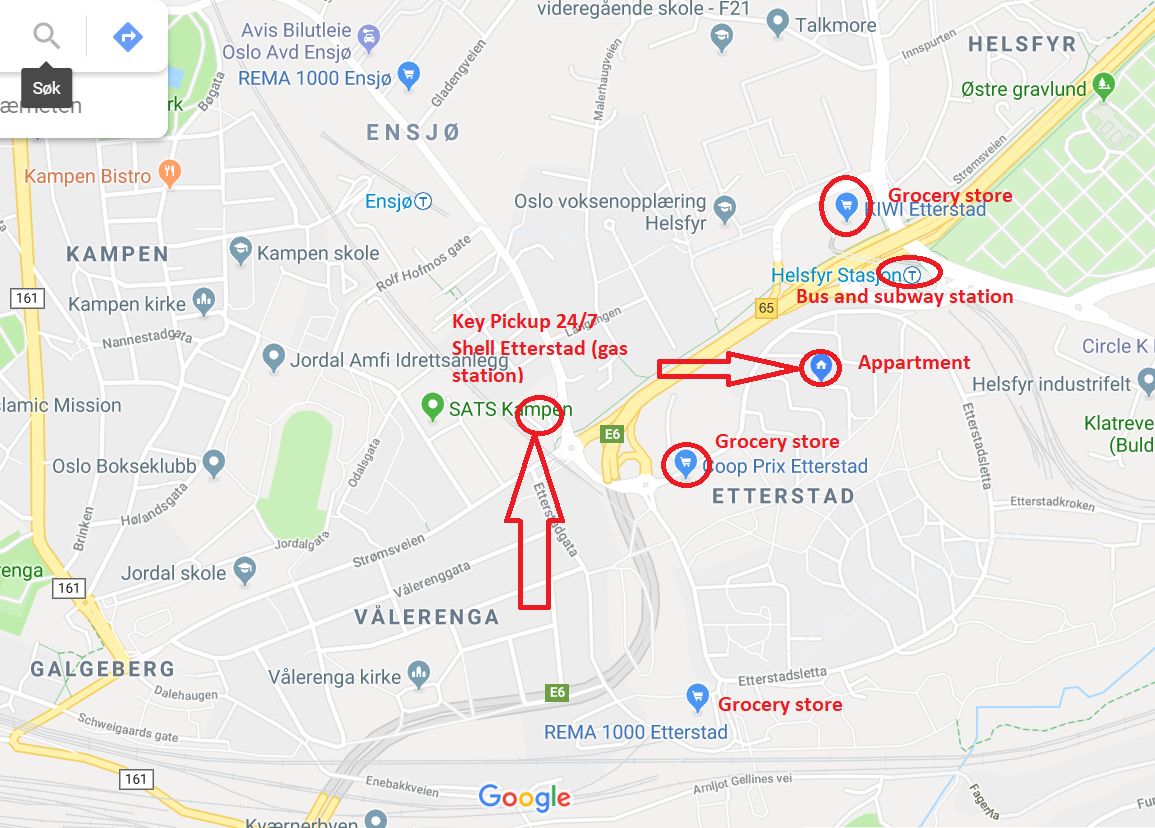 videregående skole - F21
Talkmore
Innspurten
HELSFYR
Avis Bilutleie
Oslo Avd Ensjø
REMA 1000 Ensjø
Gladengveien
Malerhaugveien
Østre gravlund
Søk
ærheten
rk
Bøgata
ENSJØ
Strømsveien
Kampen Bistro
Ensjø T
Oslo voksenopplæring
Helsfyr
Grocery store
KIWI Etterstad
KAMPEN
Kampen skole
Rolf Hofmos gate
Helsfyr Stasjon T
Bus and subway station
161
Kampen kirke
65
Nannestadgata
Key Pickup 24/7
Shell Etterstad (gas
station)
Langengen
Circle K
Jordal Amfi Idrettsanlegg
Appartment
Helsfyr industrifelt
slamic Mission
SATS Kampen
Klatreve
(Buld
E6
Grocery store
Oslo Bokseklubb
Odalsgata
Coop Prix Etterstad
Etterstadsletta
ETTERSTAD
Brinken
Hølandsgata
Etterstadgata
Etterstadkroken
Jordalgata
Strømsveien
renga
Jordal skole
Vålerenggata
161
VÅLERENGA
GALGEBERG
Vålerenga kirke
Etterstadsletta
Dalehaugen
E6
Grocery store
Schweigaards gate
REMA 1000 Etterstad
161
Enebakkveien
Arnljot Gellines vei
Google
Fagerlia
Kværnerbyen